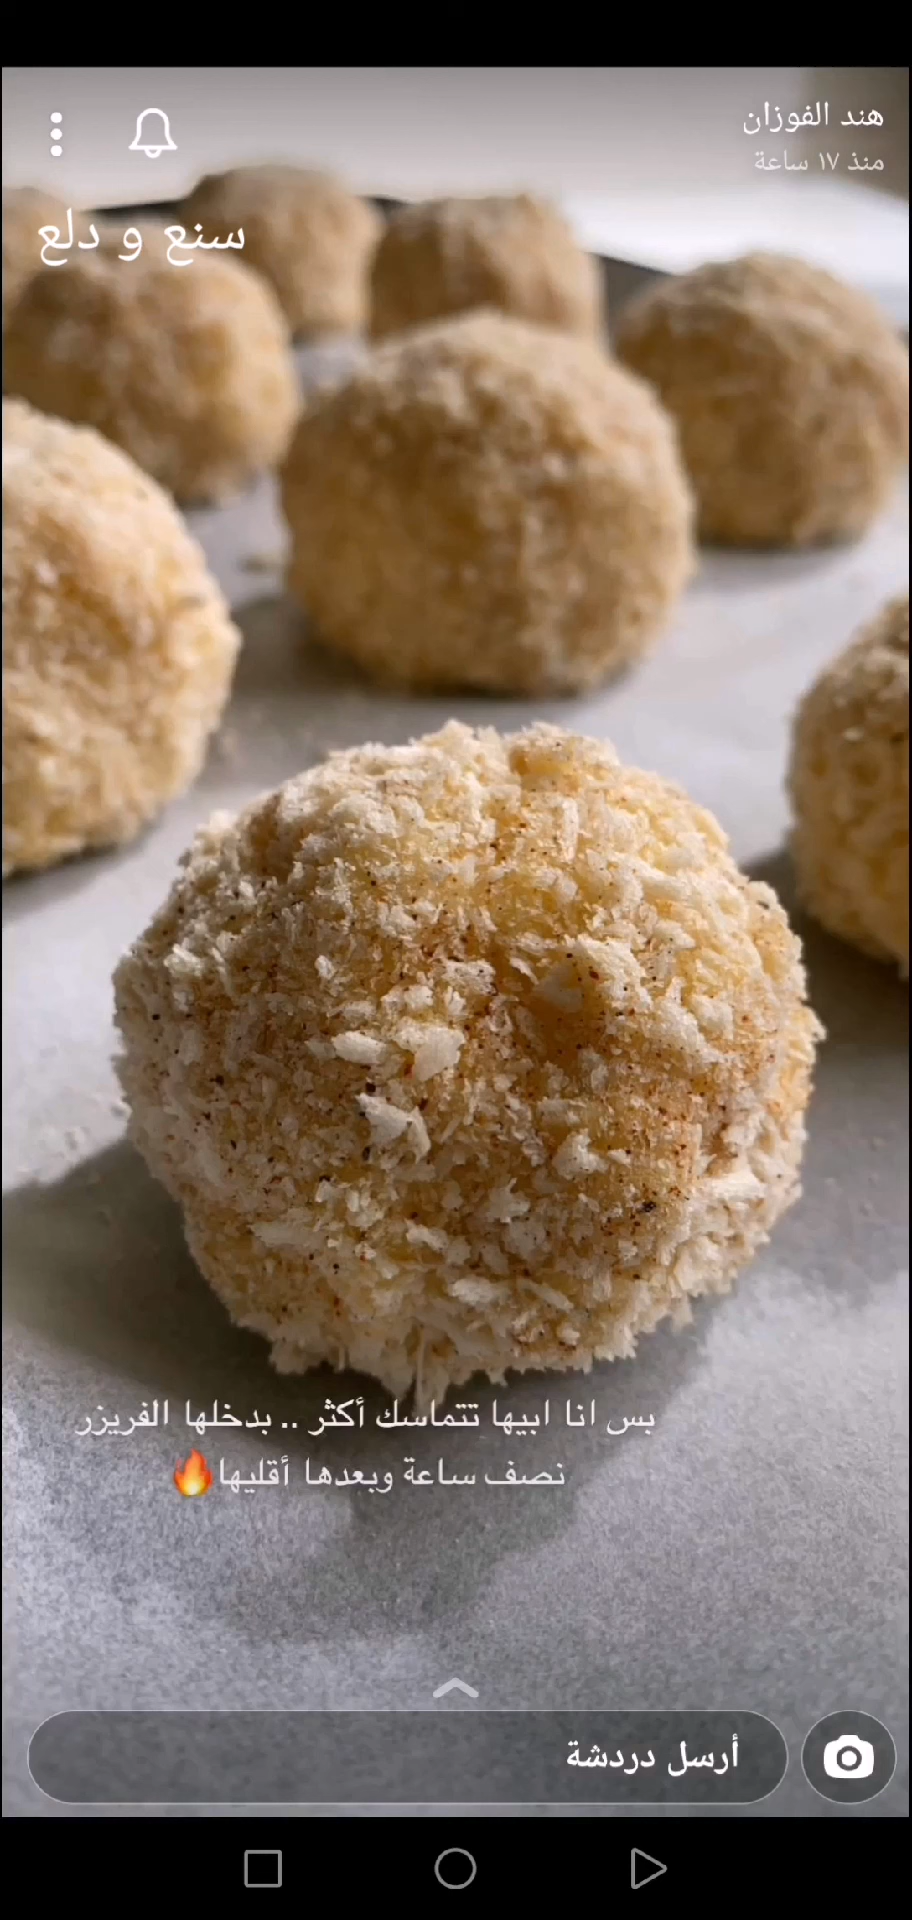 هند الفوزان
منذ ١٧ ساعة
سنع و دلع
بس انا ابيها تتماسك أكثر .. بدخلها الفريزر
نصف ساعة وبعدها أقليها🔥
أرسل دردشة